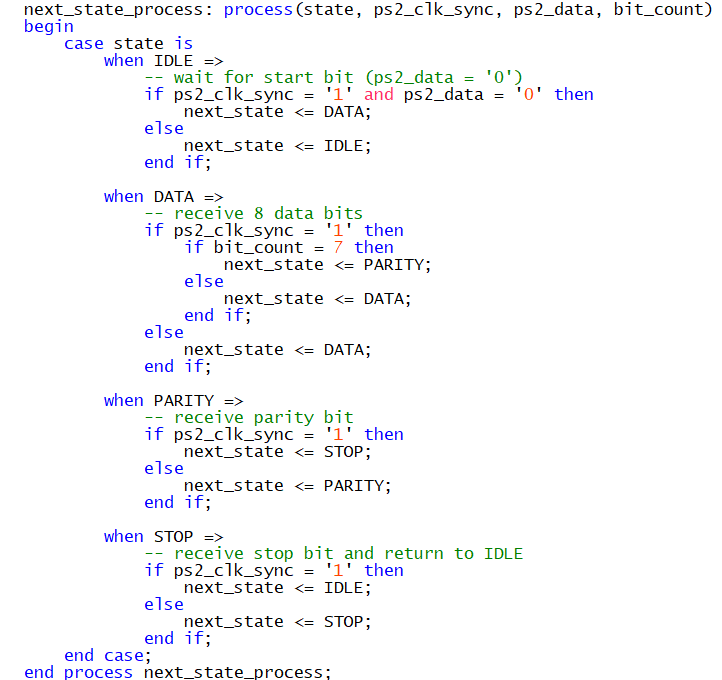 next_state_process: process(state, ps2_clk_sync, ps2_data, bit_count)
begin
    case state is
        when IDLE =>
            -- wait for start bit (ps2_data = '0')
            if ps2_clk_sync = '1' and ps2_data = '0' then
                next_state <= DATA;
            else
                next_state <= IDLE;
            end if;

        when DATA =>
            -- receive 8 data bits
            if ps2_clk_sync = '1' then
                if bit_count = 7 then
                    next_state <= PARITY;
                else
                    next_state <= DATA;
                end if;
            else
                next_state <= DATA;
            end if;

        when PARITY =>
            -- receive parity bit
            if ps2_clk_sync = '1' then
                next_state <= STOP;
            else
                next_state <= PARITY;
            end if;

        when STOP =>
            -- receive stop bit and return to IDLE
            if ps2_clk_sync = '1' then
                next_state <= IDLE;
            else
                next_state <= STOP;
            end if;
    end case;
end process next_state_process;